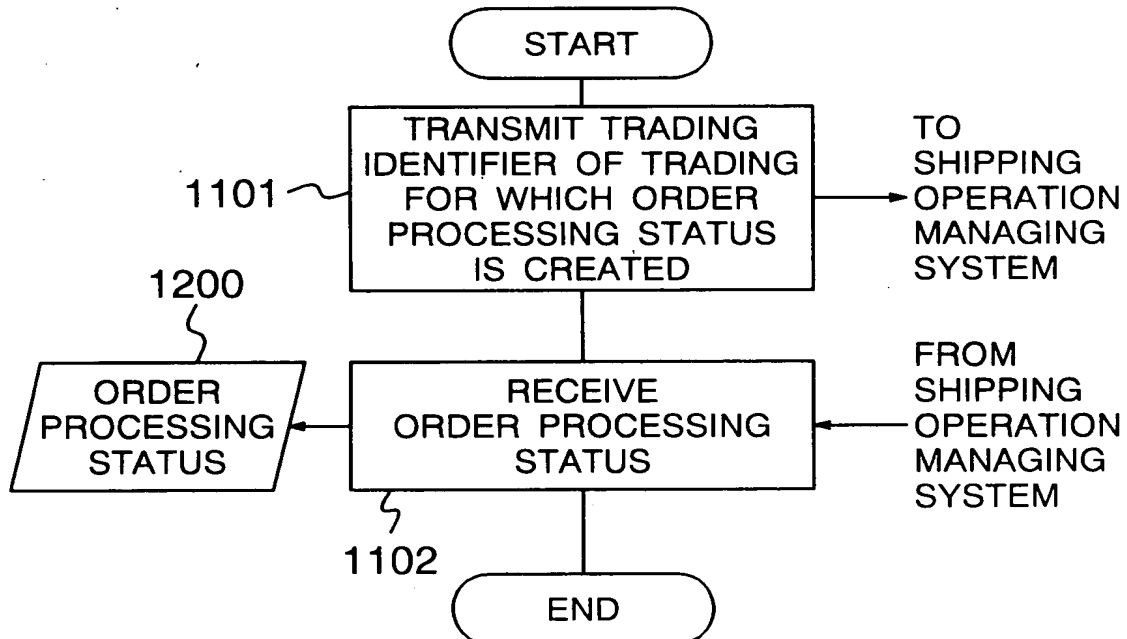 START
TRANSMIT TRADING
IDENTIFIER OF TRADING
FOR WHICH ORDER
PROCESSING STATUS
IS CREATED
1101
TO
SHIPPING
OPERATION
MANAGING
SYSTEM
1200
ORDER
PROCESSING
STATUS
RECEIVE
ORDER PROCESSING
STATUS
1102
FROM
SHIPPING
OPERATION
MANAGING
SYSTEM
END